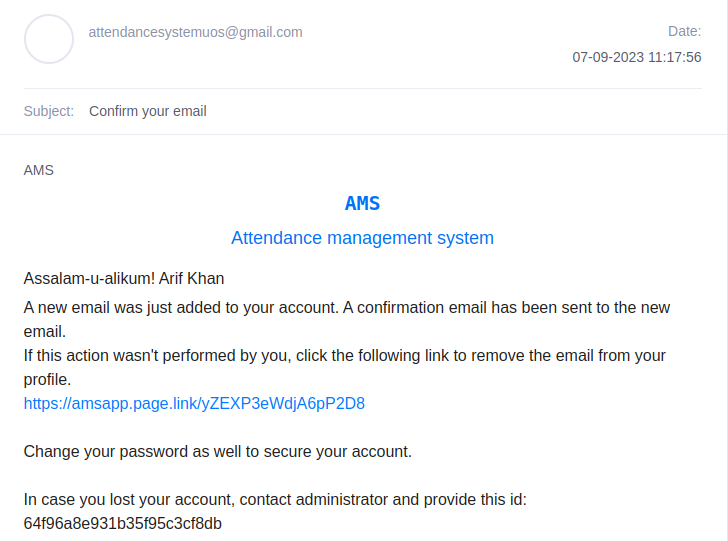 attendancesystemuos@gmail.com
Date:
07-09-2023 11:17:56
Subject: Confirm your email
AMS
AMS
Attendance management system
Assalam-u-alikum! Arif Khan
A new email was just added to your account. A confirmation email has been sent to the new
email.
If this action wasn't performed by you, click the following link to remove the email from your
profile.
https://amsapp.page.link/yZEXP3eWdjA6pP2D8
Change your password as well to secure your account.
In case you lost your account, contact administrator and provide this id:
64f96a8e931b35f95c3cf8db